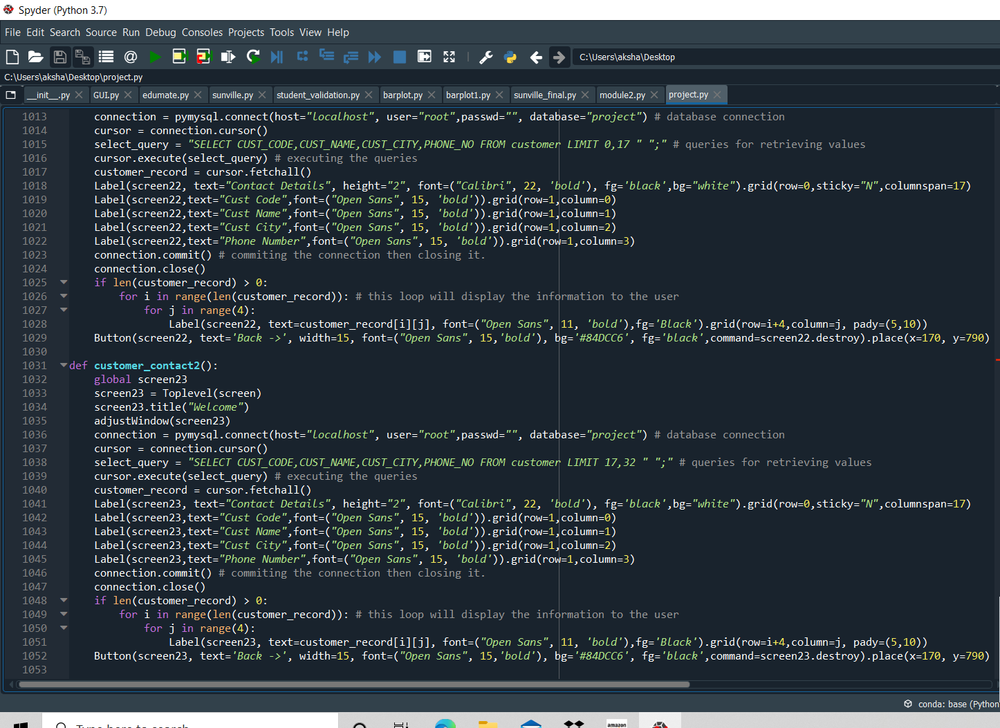 Spyder (Python 3.7)
File Edit Search Source Run Debug Consoles Projects Tools View Help
C:\Users\aksha\Desktop
C:\Users\aksha\Desktop\project.py
__init__.py GUI.py edumate.py sunville.py student_validation.py barplot.py barplot1.py sunville_final.py module2.py project.py
1013 connection = pymysql.connect(host="localhost", user="root",passwd="", database="project") # database connection
1014 cursor = connection.cursor()
1015 select_query = "SELECT CUST_CODE,CUST_NAME,CUST_CITY,PHONE_NO FROM customer LIMIT 0,17 " ";" # queries for retrieving values
1016 cursor.execute(select_query) # executing the queries
1017 customer_record = cursor.fetchall()
1018 Label(screen22, text="Contact Details", height="2", font=("Calibri", 22, 'bold'), fg='black',bg="white").grid(row=0,sticky="N",columnspan=17)
1019 Label(screen22,text="Cust Code",font=("Open Sans", 15, 'bold')).grid(row=1,column=0)
1020 Label(screen22,text="Cust Name",font=("Open Sans", 15, 'bold')).grid(row=1,column=1)
1021 Label(screen22,text="Cust City",font=("Open Sans", 15, 'bold')).grid(row=1,column=2)
1022 Label(screen22,text="Phone Number",font=("Open Sans", 15, 'bold')).grid(row=1,column=3)
1023 connection.commit() # commiting the connection then closing it.
1024 connection.close()
1025 if len(customer_record) > 0:
1026 for i in range(len(customer_record)): # this loop will display the information to the user
1027 for j in range(4):
1028 Label(screen22, text=customer_record[i][j], font=("Open Sans", 11, 'bold'),fg='Black').grid(row=i+4,column=j, pady=(5,10))
1029 Button(screen22, text='Back ->', width=15, font=("Open Sans", 15,'bold'), bg='#84DCC6', fg='black',command=screen22.destroy).place(x=170, y=790)
1030
1031 def customer_contact2():
1032 global screen23
1033 screen23 = Toplevel(screen)
1034 screen23.title("Welcome")
1035 adjustWindow(screen23)
1036 connection = pymysql.connect(host="localhost", user="root",passwd="", database="project") # database connection
1037 cursor = connection.cursor()
1038 select_query = "SELECT CUST_CODE,CUST_NAME,CUST_CITY,PHONE_NO FROM customer LIMIT 17,32 " ";" # queries for retrieving values
1039 cursor.execute(select_query) # executing the queries
1040 customer_record = cursor.fetchall()
1041 Label(screen23, text="Contact Details", height="2", font=("Calibri", 22, 'bold'), fg='black',bg="white").grid(row=0,sticky="N",columnspan=17)
1042 Label(screen23,text="Cust Code",font=("Open Sans", 15, 'bold')).grid(row=1,column=0)
1043 Label(screen23,text="Cust Name",font=("Open Sans", 15, 'bold')).grid(row=1,column=1)
1044 Label(screen23,text="Cust City",font=("Open Sans", 15, 'bold')).grid(row=1,column=2)
1045 Label(screen23,text="Phone Number",font=("Open Sans", 15, 'bold')).grid(row=1,column=3)
1046 connection.commit() # commiting the connection then closing it.
1047 connection.close()
1048 if len(customer_record) > 0:
1049 for i in range(len(customer_record)): # this loop will display the information to the user
1050 for j in range(4):
1051 Label(screen23, text=customer_record[i][j], font=("Open Sans", 11, 'bold'),fg='Black').grid(row=i+4,column=j, pady=(5,10))
1052 Button(screen23, text='Back ->', width=15, font=("Open Sans", 15,'bold'), bg='#84DCC6', fg='black',command=screen23.destroy).place(x=170, y=790)
1053
conda: base (Python
Type here to search
amazon